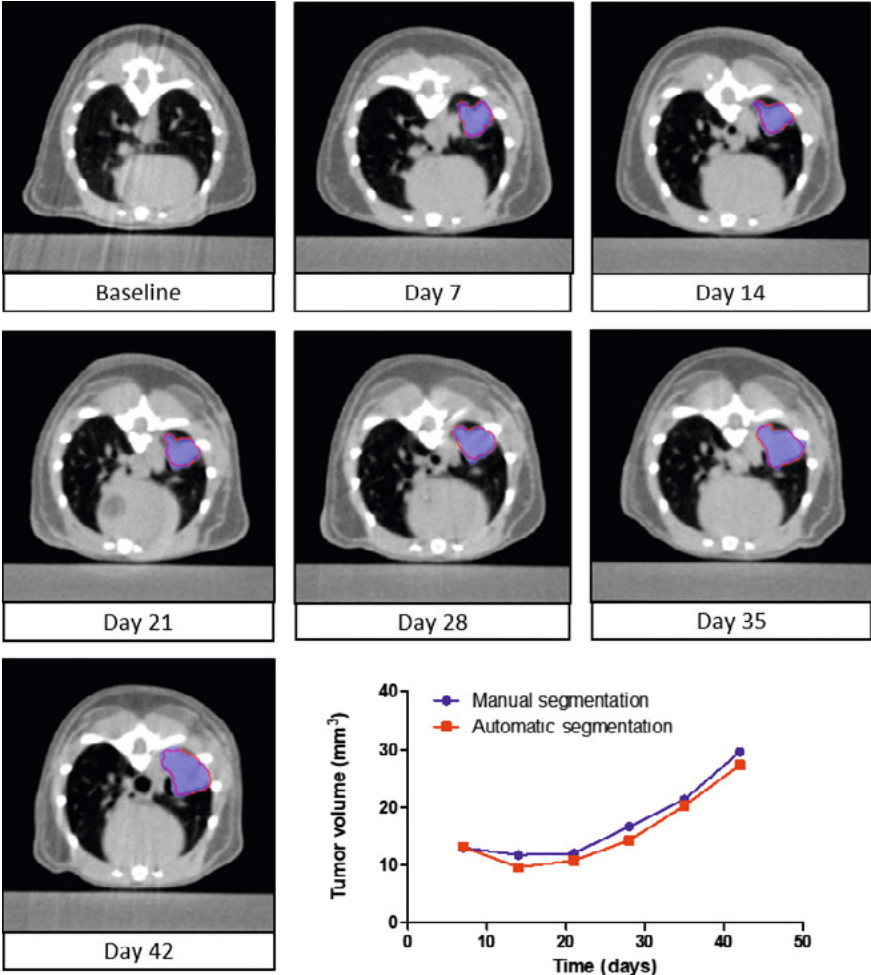 Baseline
Day 7
Day 14
Day 21
Day 28
Day 35
Day 42
Manual segmentation
Automatic segmentation
Tumor volume (mm³)
40
30
20
10
0
0 10 20 30 40 50
Time (days)